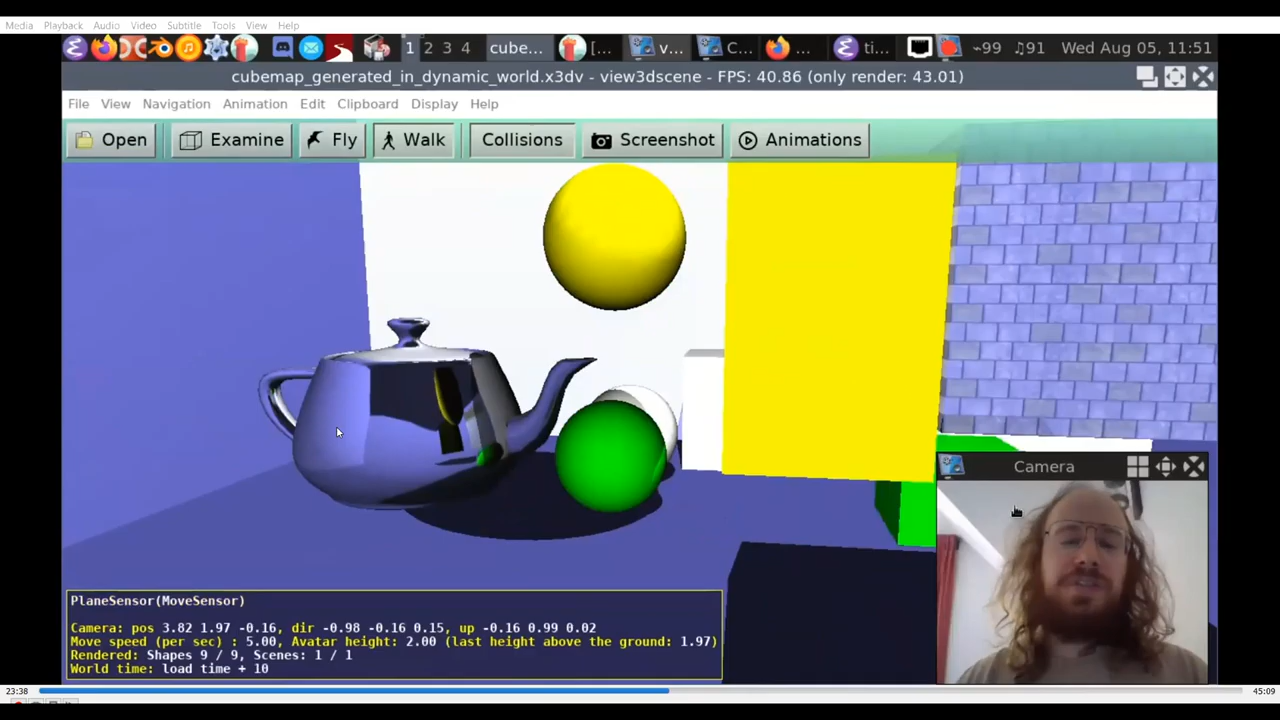 Media Playback Audio Video Subtitle Tools View Help
1 2 3 4 cube... [... v... C... ... ti... ~99 ♫91 Wed Aug 05, 11:51
cubemap_generated_in_dynamic_world.x3dv - view3dscene - FPS: 40.86 (only render: 43.01)
File View Navigation Animation Edit Clipboard Display Help
Open Examine Fly Walk Collisions Screenshot Animations
Camera
PlaneSensor(MoveSensor)
Camera: pos 3.82 1.97 -0.16, dir -0.98 -0.16 0.15, up -0.16 0.99 0.02
Move speed (per sec) : 5.00, Avatar height: 2.00 (last height above the ground: 1.97)
Rendered: Shapes 9 / 9, Scenes: 1 / 1
World time: load time + 10
23:38 45:09